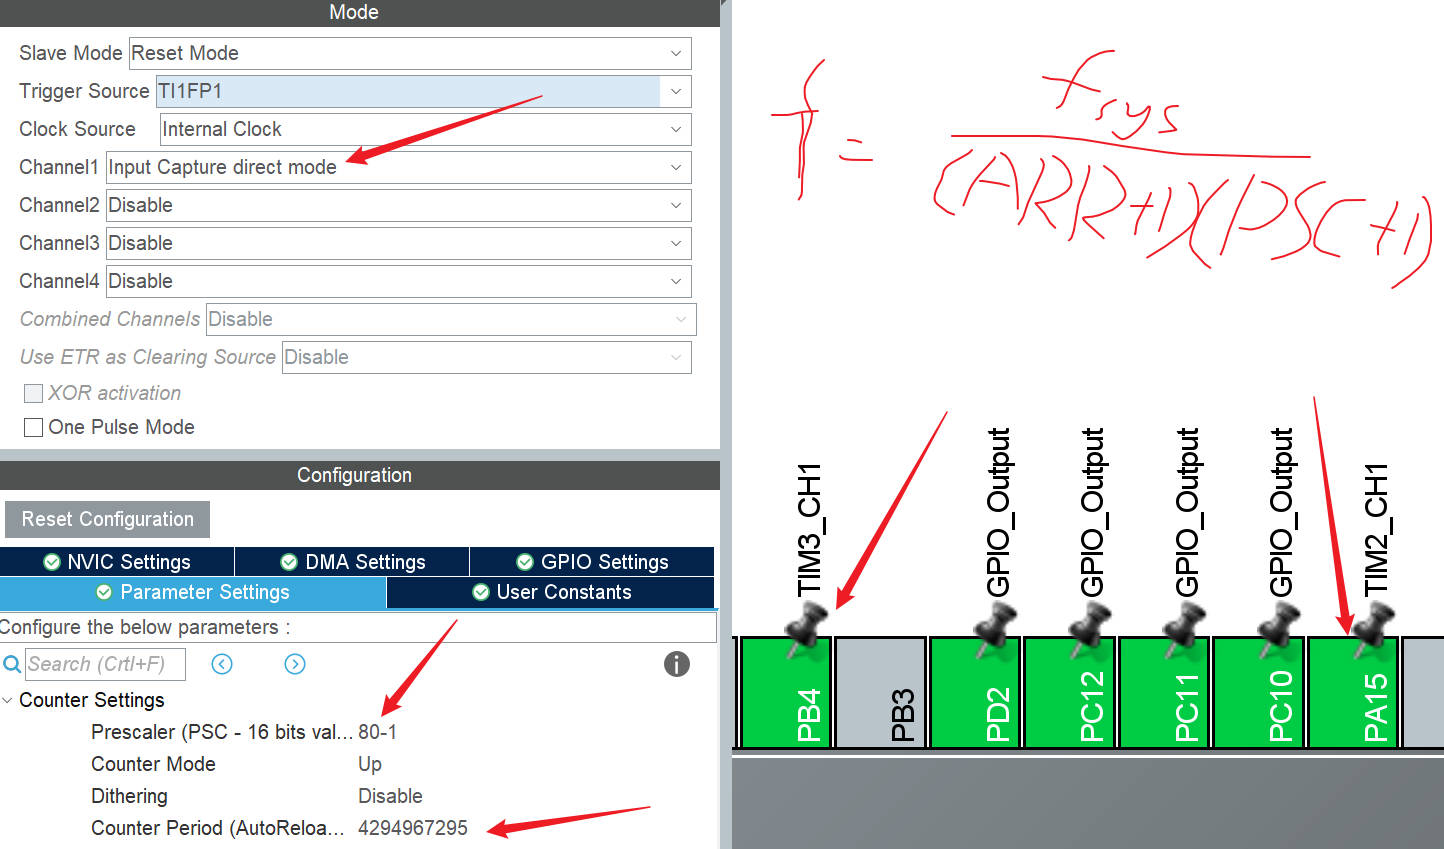 Mode
Slave Mode Reset Mode
Trigger Source TI1FP1
Clock Source Internal Clock
Channel1 Input Capture direct mode
Channel2 Disable
Channel3 Disable
Channel4 Disable
Combined Channels Disable
Use ETR as Clearing Source Disable
XOR activation
One Pulse Mode
Configuration
Reset Configuration
NVIC Settings DMA Settings GPIO Settings
Parameter Settings User Constants
Configure the below parameters :
Search (Crtl+F)
Counter Settings
Prescaler (PSC - 16 bits val... 80-1
Counter Mode Up
Dithering Disable
Counter Period (AutoReloa... 4294967295
f = fsys
(ARR+1)(PSC+1)
TIM3_CH1
GPIO_Output
GPIO_Output
GPIO_Output
GPIO_Output
TIM2_CH1
PB4
PB3
PD2
PC12
PC11
PC10
PA15